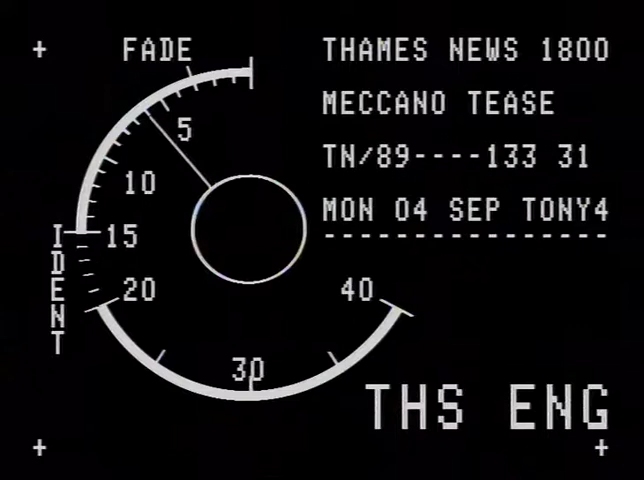 FADE
THAMES NEWS 1800
MECCANO TEASE
TN/89----133 31
MON 04 SEP TONY4
----------------
5
10
15
20
30
40
IDENT
THS ENG